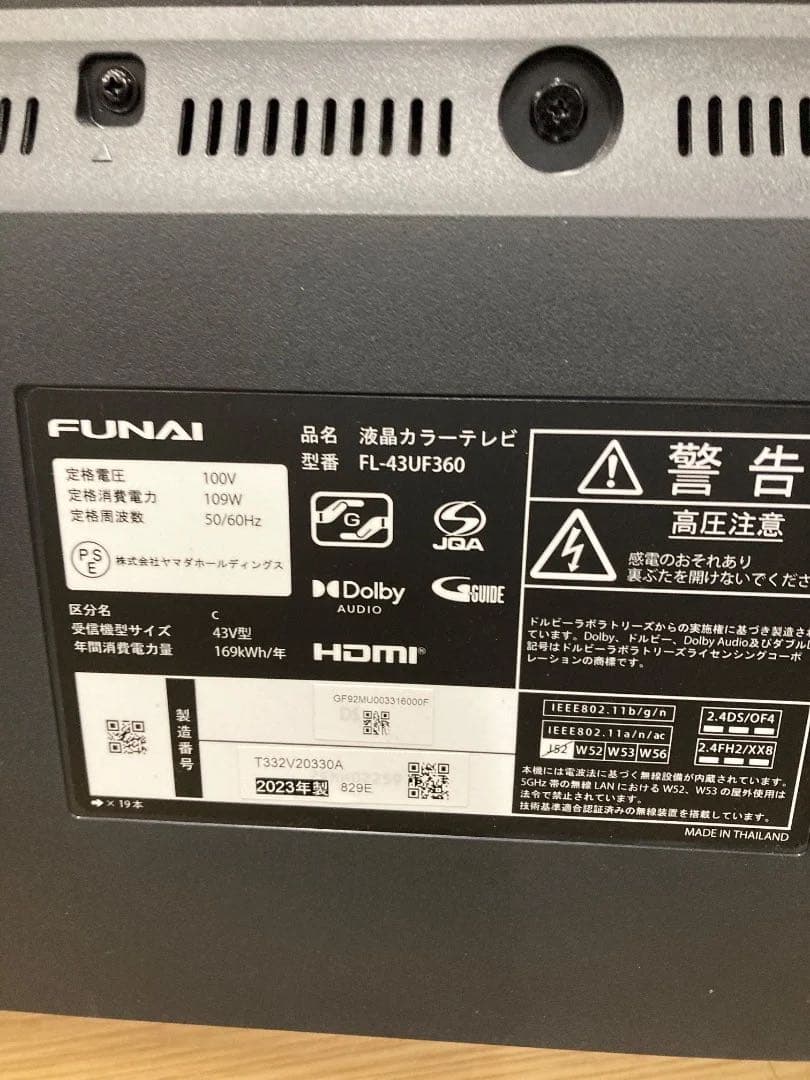 FUNAI
品名 液晶カラーテレビ
型番 FL-43UF360
定格電圧 100V
定格消費電力 109W
定格周波数 50/60Hz
PSE 株式会社ヤマダホールディングス
G
JQA
Dolby
AUDIO
G-GUIDE
HDMI®
区分名 C
受信機型サイズ 43V型
年間消費電力量 169kWh/年
製造番号
GF92MU003316000F
T332V20330A
2023年製 829E
➔× 19本
警告
高圧注意
感電のおそれあり
裏ぶたを開けないでくださ
ドルビーラボラトリーズからの実施権に基づき製造され
ています。Dolby、ドルビー、Dolby Audio及びダブルD
記号はドルビーラボラトリーズライセンシングコーポ
レーションの商標です。
IEEE802.11b/g/n
IEEE802.11a/n/ac
J52 W52 W53 W56
2.4DS/OF4
2.4FH2/XX8
本機には電波法に基づく無線設備が内蔵されています。
5GHz 帯の無線 LAN における W52、W53 の屋外使用は
法令で禁止されています。
技術基準適合認証済みの無線装置を搭載しています。
MADE IN THAILAND